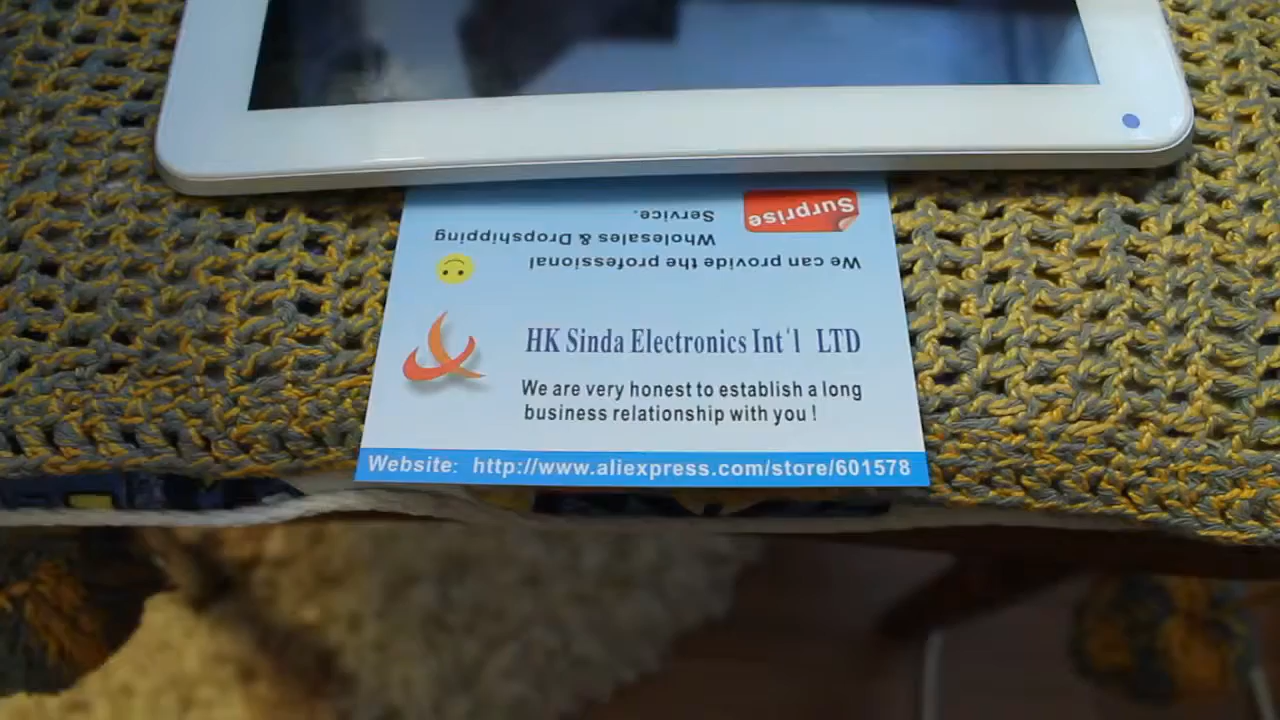 HK Sinda Electronics Int'l LTD
We are very honest to establish a long
business relationship with you !
Website: http://www.aliexpress.com/store/601578
We can provide the professional
Wholesales & Dropshipping
Service.
Surprise